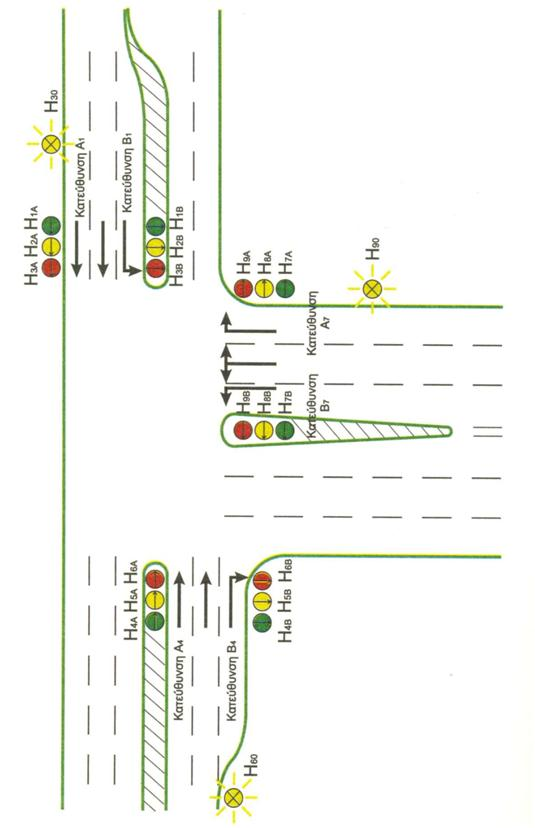 H30
H3A H2A H1A
Κατεύθυνση Α1
Κατεύθυνση Β1
H3B H2B H1B
H9A
H8A
H7A
H90
Κατεύθυνση
Α7
H9B
H8B
H7B
Κατεύθυνση
Β7
H4A H5A H6A
Κατεύθυνση Α4
Κατεύθυνση Β4
H4B H5B H6B
H60